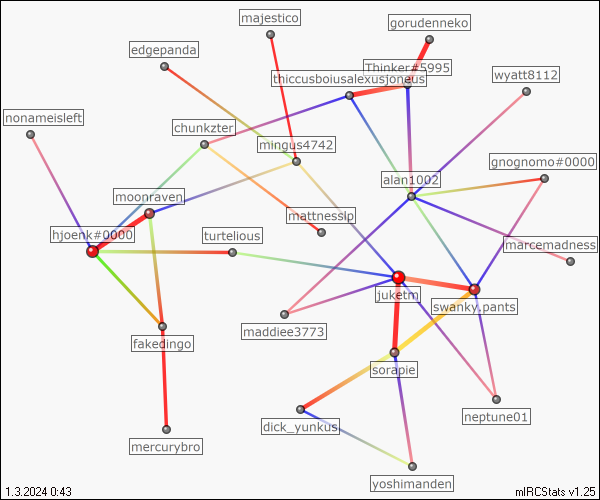 majestico
gorudenneko
edgepanda
Thinker#5995
thiccusboiusalexusjoneus
wyatt8112
nonameisleft
chunkzter
mingus4742
gnognomo#0000
alan1002
moonraven
mattnesslp
hjoenk#0000
turtelious
marcemadness
juketm
swanky.pants
maddiee3773
fakedingo
sorapie
neptune01
dick_yunkus
mercurybro
yoshimanden
1.3.2024 0:43
mIRCStats v1.25